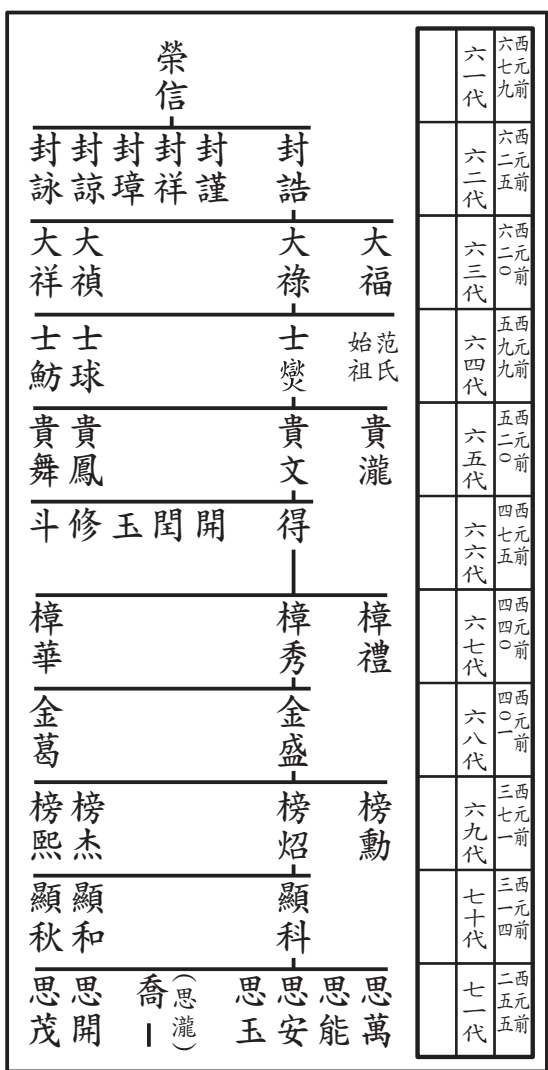 西元前六七九
六一代
榮信
西元前六二五
六二代
封誥
封謹
封祥
封璋
封諒
封詠
西元前六二0
六三代
大福
大祿
大禎
大祥
西元前五九九
六四代
范氏始祖
士燮
士球
士魴
西元前五二0
六五代
貴瀧
貴文
貴鳳
貴舞
西元前四七五
六六代
得
開
閏
玉
修
斗
西元前四四0
六七代
樟禮
樟秀
樟華
西元前四0一
六八代
金盛
金葛
西元前三七一
六九代
榜勳
榜炤
榜杰
榜熙
西元前三一四
七十代
顯科
顯和
顯秋
西元前二五五
七一代
思萬
思能
思安
思玉
(思瀧)
喬
思開
思茂